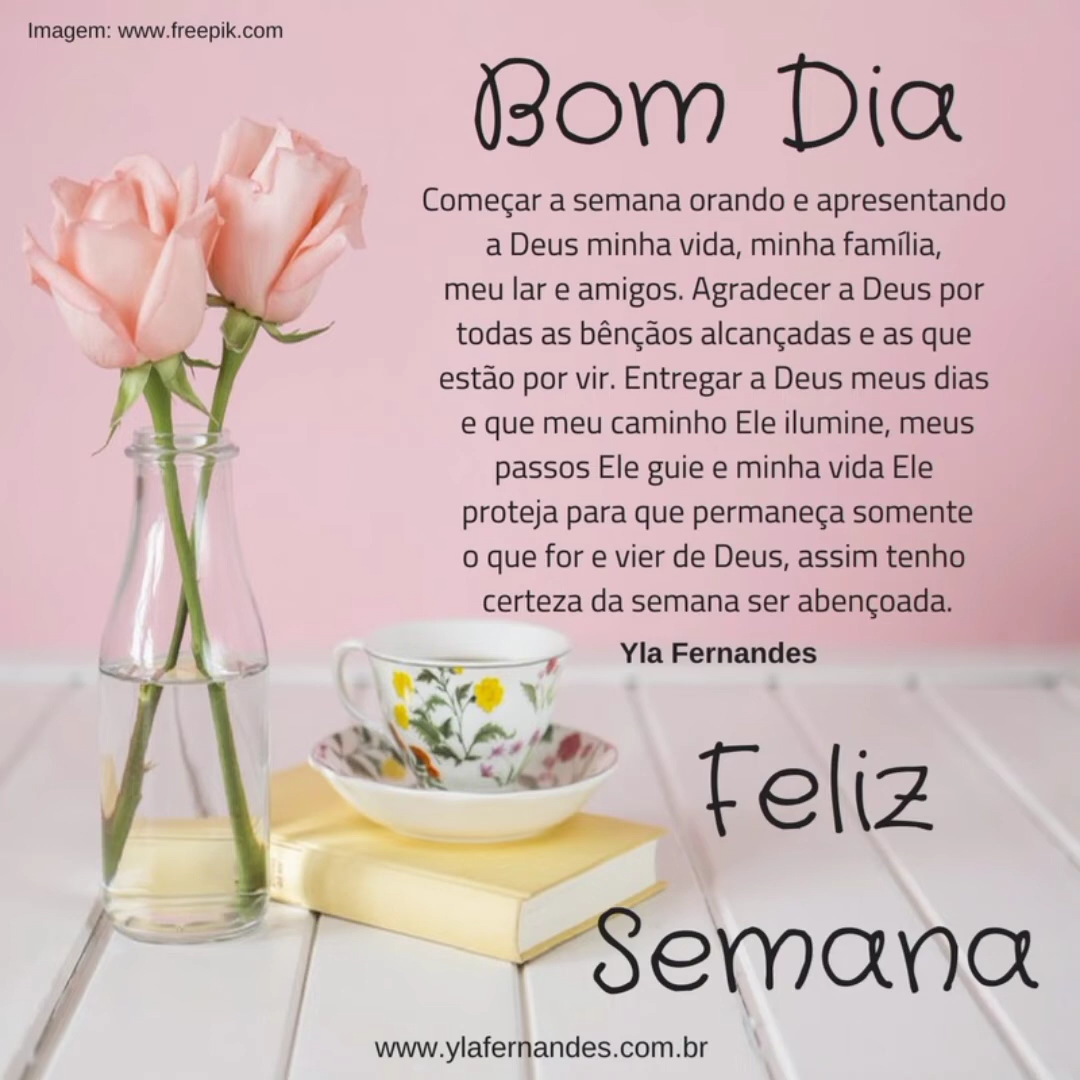 Imagem: www.freepik.com
Bom Dia
Começar a semana orando e apresentando
a Deus minha vida, minha família,
meu lar e amigos. Agradecer a Deus por
todas as bênçãos alcançadas e as que
estão por vir. Entregar a Deus meus dias
e que meu caminho Ele ilumine, meus
passos Ele guie e minha vida Ele
proteja para que permaneça somente
o que for e vier de Deus, assim tenho
certeza da semana ser abençoada.
Yla Fernandes
Feliz
Semana
www.ylafernandes.com.br